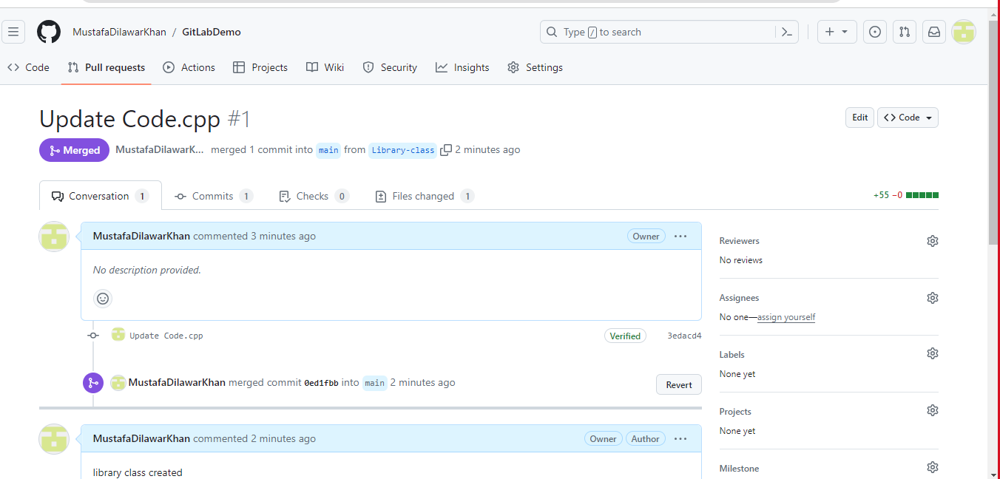 MustafaDilawarKhan / GitLabDemo
Type / to search
Code Pull requests Actions Projects Wiki Security Insights Settings
Update Code.cpp #1
Edit <> Code
Merged MustafaDilawarK... merged 1 commit into main from Library-class 2 minutes ago
Conversation 1 Commits 1 Checks 0 Files changed 1
+55 −0
MustafaDilawarKhan commented 3 minutes ago Owner ...
No description provided.
Update Code.cpp Verified 3edacd4
MustafaDilawarKhan merged commit 0ed1fbb into main 2 minutes ago
Revert
MustafaDilawarKhan commented 2 minutes ago Owner Author ...
library class created
Reviewers
No reviews
Assignees
No one—assign yourself
Labels
None yet
Projects
None yet
Milestone